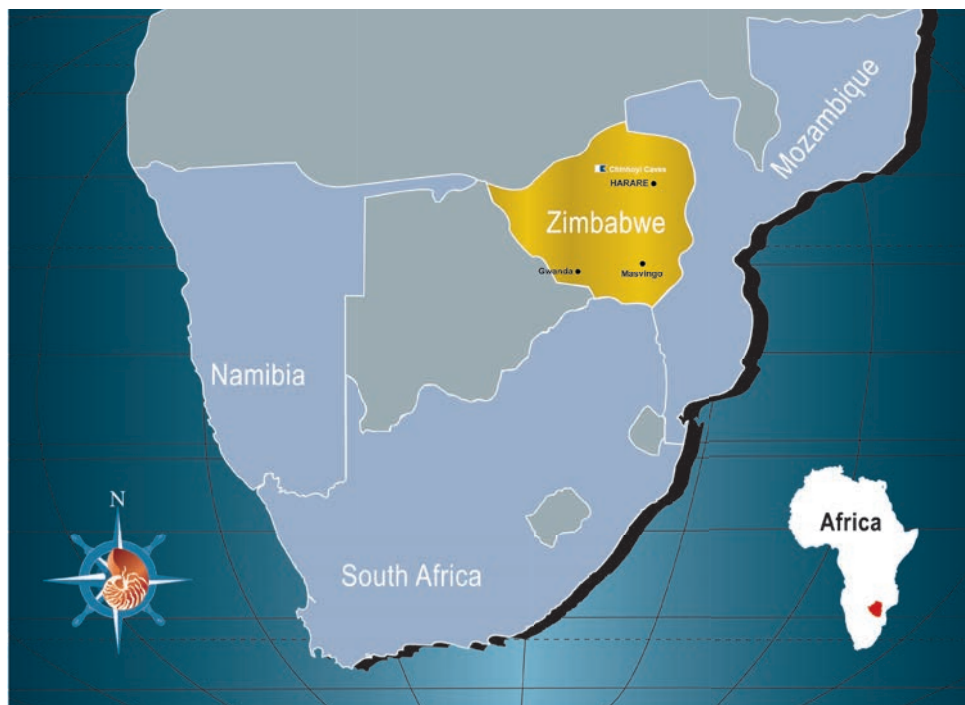 Mozambique
Chinhoyi Caves
HARARE
Zimbabwe
Gwanda
Masvingo
Namibia
N
Africa
South Africa